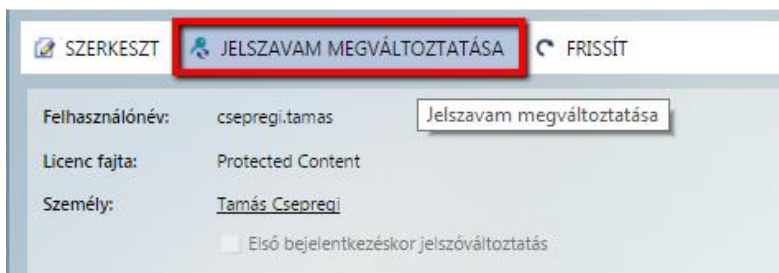 SZERKESZT JELSZAVAM MEGVÁLTOZTATÁSA FRISSÍT
Felhasználónév: csepregi.tamas Jelszavam megváltoztatása
Licenc fajta: Protected Content
Személy: Tamás Csepregi
Első bejelentkezéskor jelszóváltoztatás